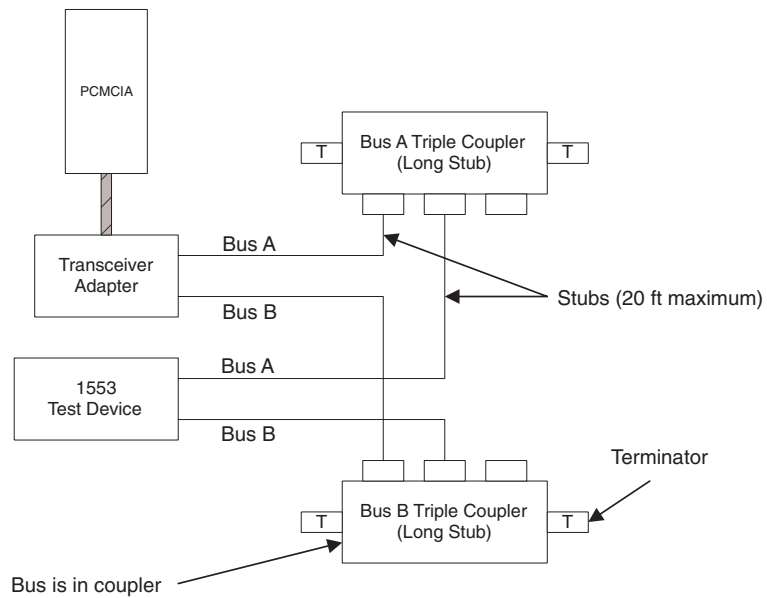 PCMCIA
Bus A Triple Coupler
(Long Stub)
T
T
Transceiver
Adapter
Bus A
Bus B
Stubs (20 ft maximum)
1553
Test Device
Bus A
Bus B
Terminator
Bus B Triple Coupler
(Long Stub)
T
T
Bus is in coupler